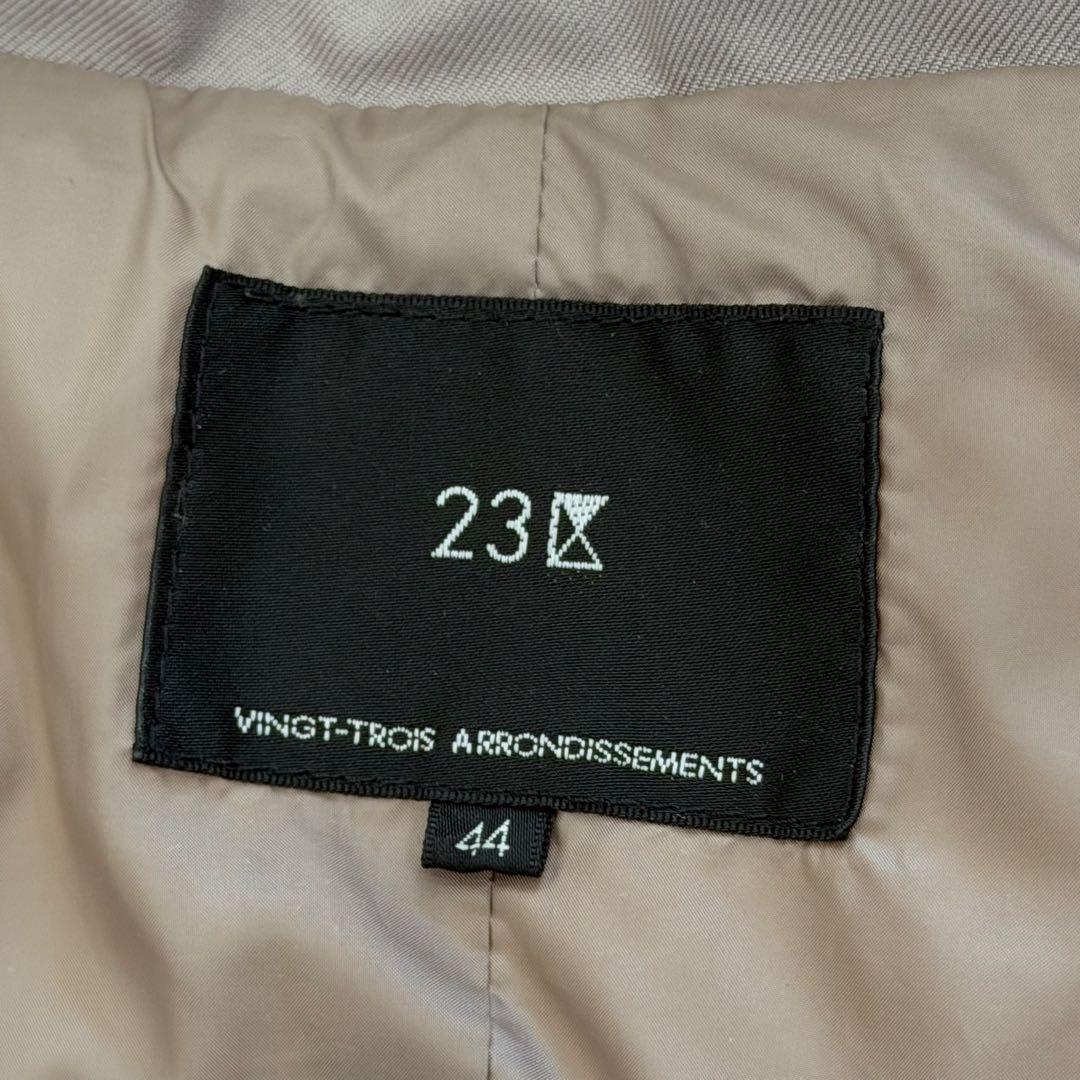 23区
VINGT-TROIS ARRONDISSEMENTS
44